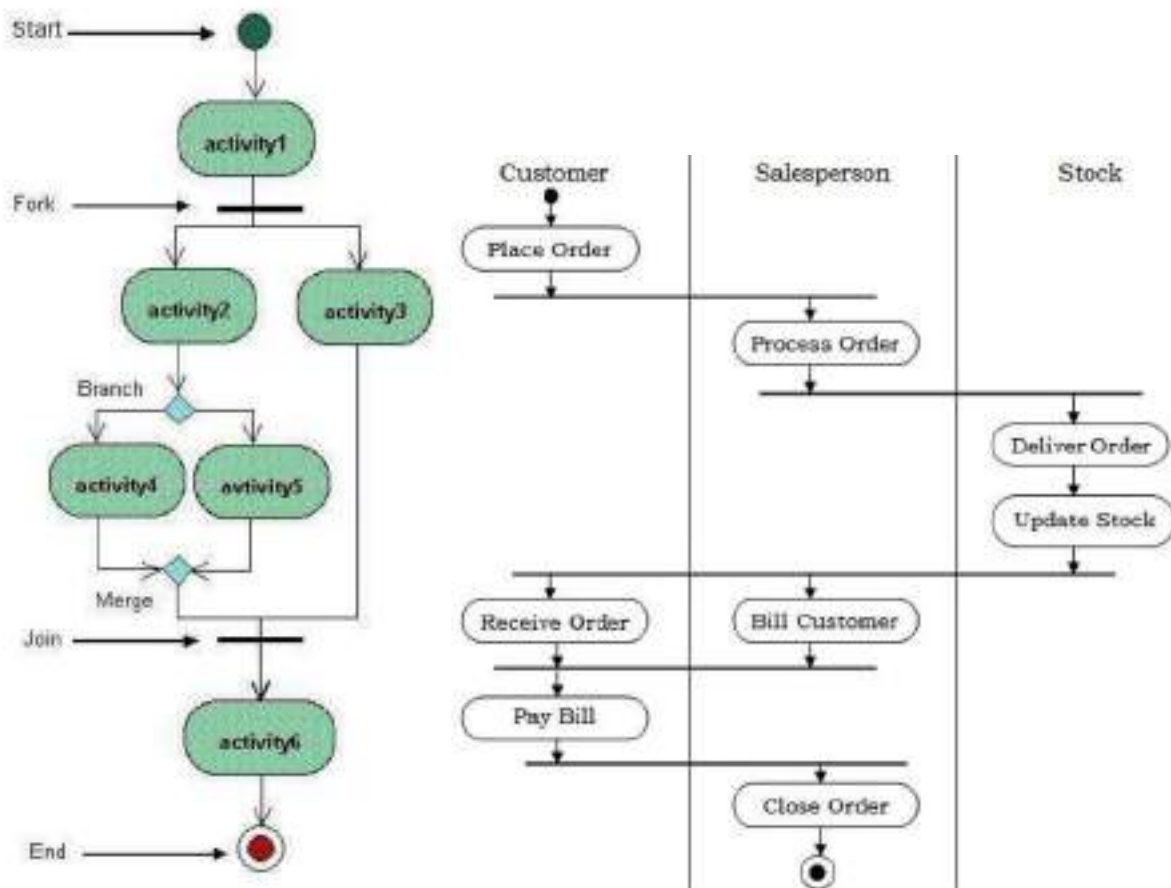 Start
activity1
Fork
activity2
activity3
Branch
activity4
avtivity5
Merge
Join
activity6
End
Customer
Salesperson
Stock
Place Order
Process Order
Deliver Order
Update Stock
Receive Order
Bill Customer
Pay Bill
Close Order